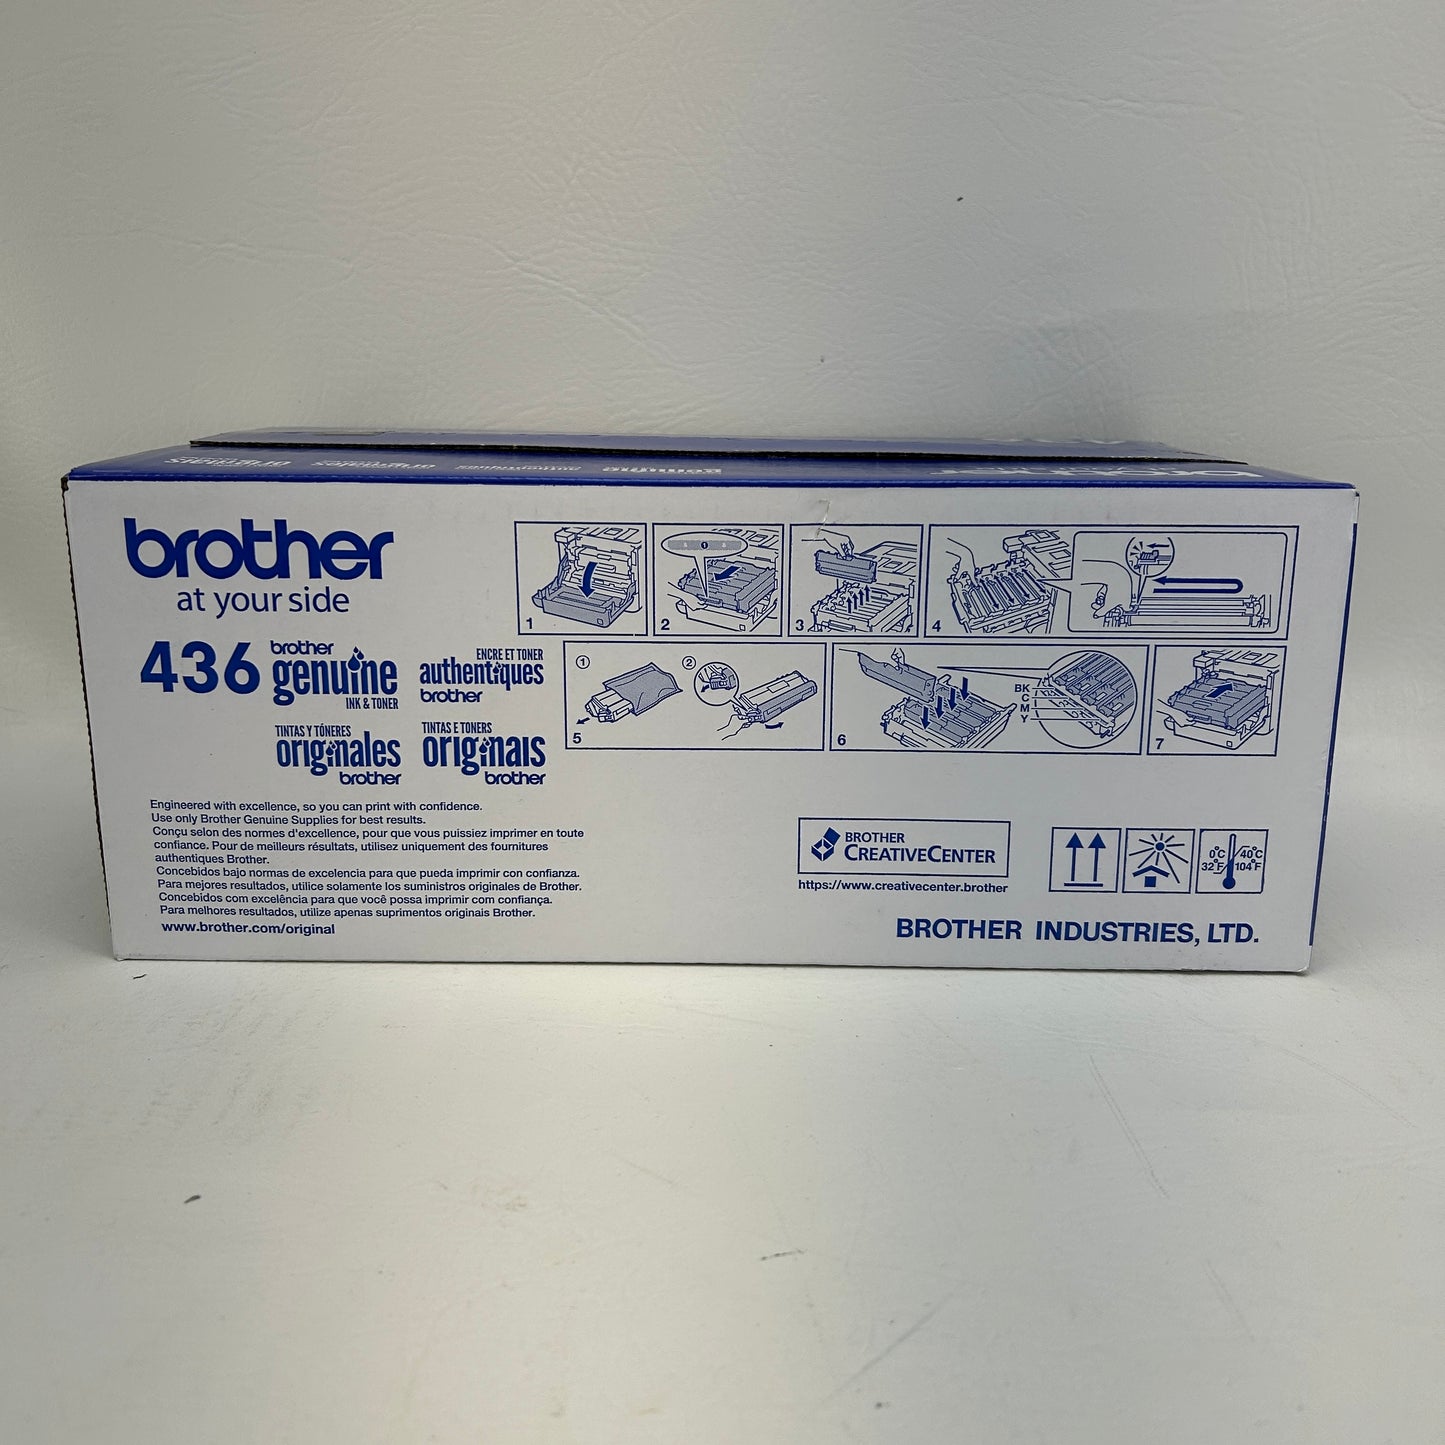 brother
at your side
436
brother
genuine
INK & TONER
ENCRE ET TONER
authentiques
brother
TINTAS Y TÓNERES
originales
brother
TINTAS E TONERS
originais
brother
Engineered with excellence, so you can print with confidence.
Use only Brother Genuine Supplies for best results.
Conçu selon des normes d'excellence, pour que vous puissiez imprimer en toute
confiance. Pour de meilleurs résultats, utilisez uniquement des fournitures
authentiques Brother.
Concebidos bajo normas de excelencia para que pueda imprimir con confianza.
Para mejores resultados, utilice solamente los suministros originales de Brother.
Concebidos com excelência para que você possa imprimir com confiança.
Para melhores resultados, utilize apenas suprimentos originais Brother.
www.brother.com/original
1
2
3
4
①
②
5
BK
C
M
Y
6
7
BROTHER
CREATIVECENTER
https://www.creativecenter.brother
0°C 40°C
32°F 104°F
BROTHER INDUSTRIES, LTD.